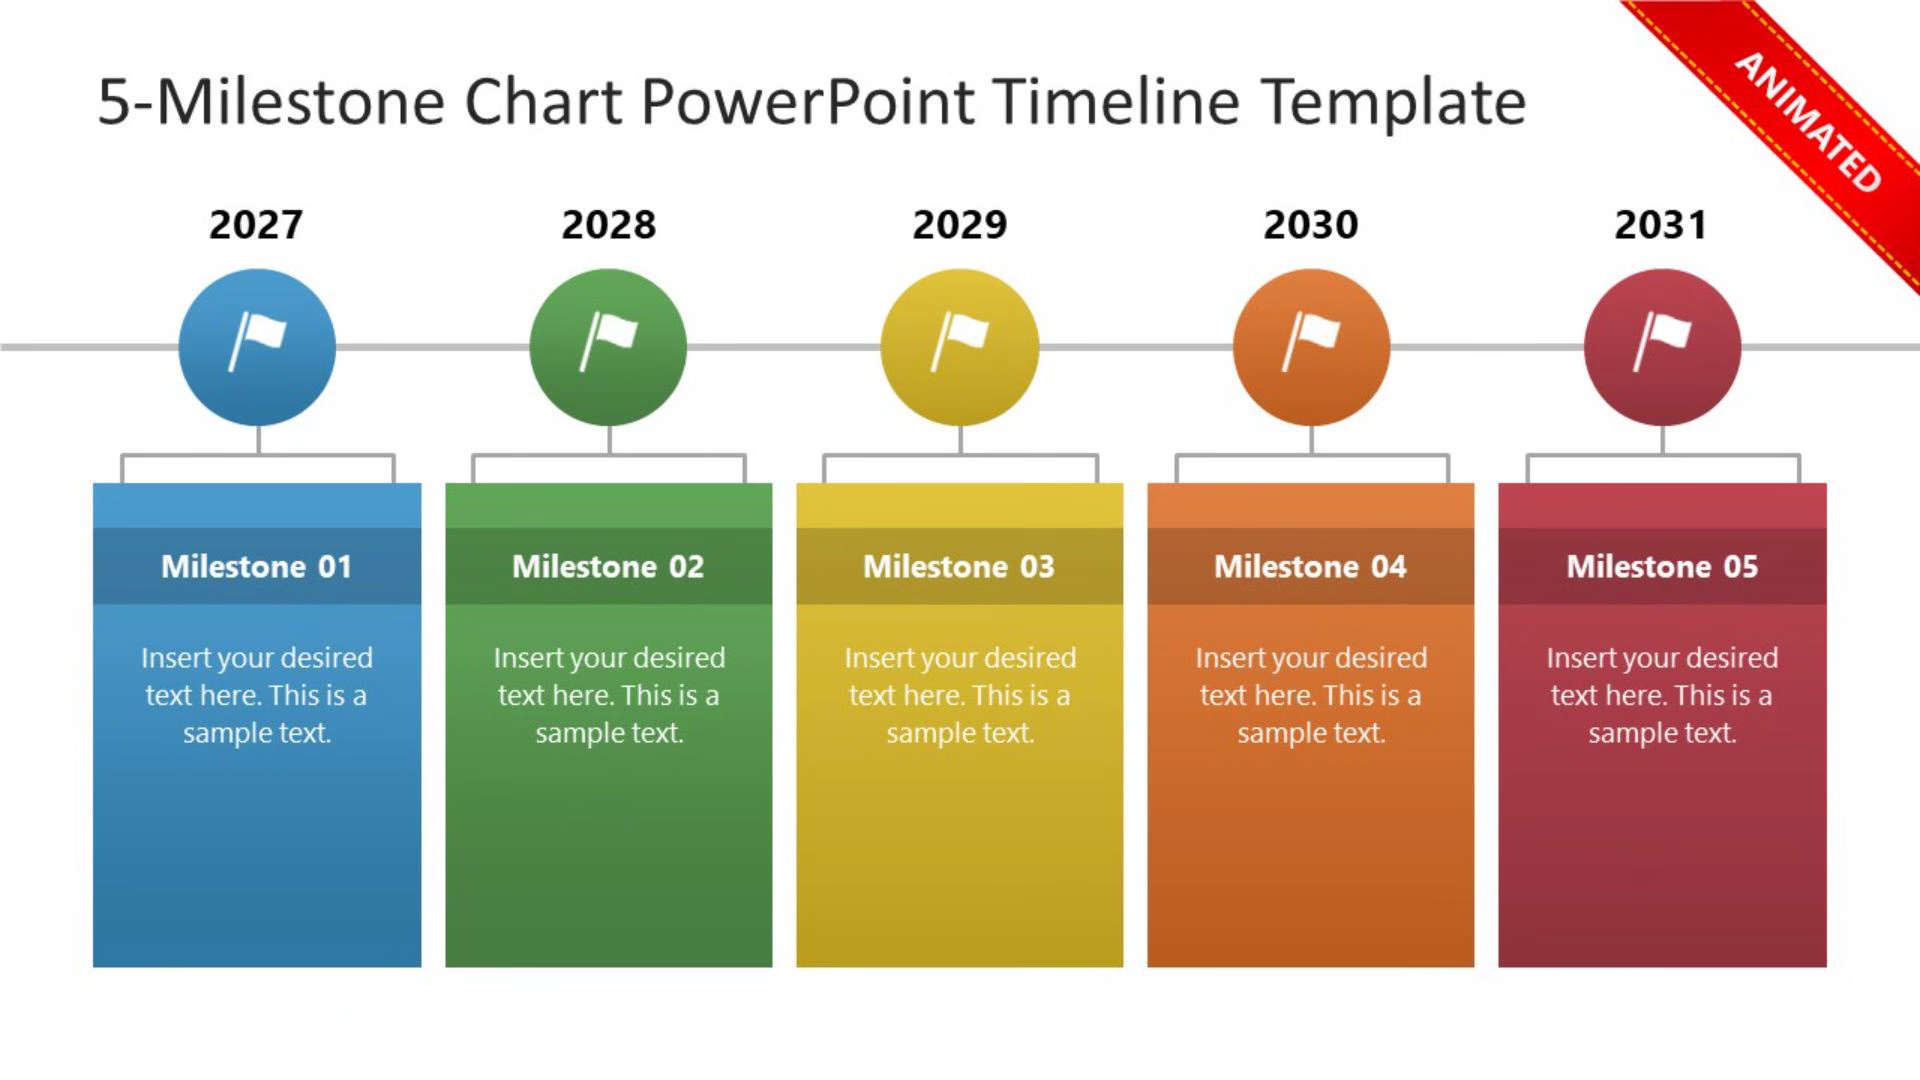 5-Milestone Chart PowerPoint Timeline Template
ANIMATED
2027
2028
2029
2030
2031
Milestone 01
Insert your desired
text here. This is a
sample text.
Milestone 02
Insert your desired
text here. This is a
sample text.
Milestone 03
Insert your desired
text here. This is a
sample text.
Milestone 04
Insert your desired
text here. This is a
sample text.
Milestone 05
Insert your desired
text here. This is a
sample text.